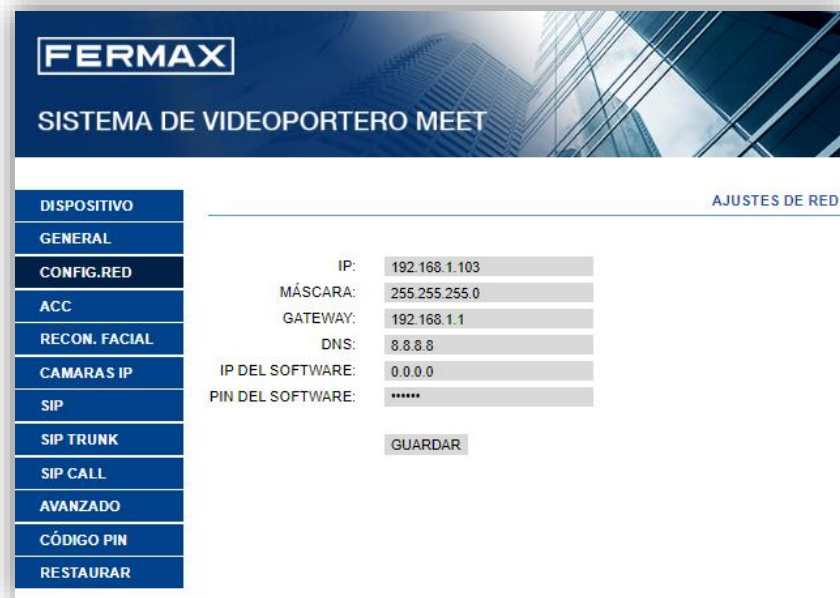 FERMAX
SISTEMA DE VIDEOPORTERO MEET
DISPOSITIVO
GENERAL
CONFIG.RED
ACC
RECON. FACIAL
CAMARAS IP
SIP
SIP TRUNK
SIP CALL
AVANZADO
CÓDIGO PIN
RESTAURAR
AJUSTES DE RED
IP: 192.168.1.103
MÁSCARA: 255.255.255.0
GATEWAY: 192.168.1.1
DNS: 8.8.8.8
IP DEL SOFTWARE: 0.0.0.0
PIN DEL SOFTWARE: ••••••
GUARDAR